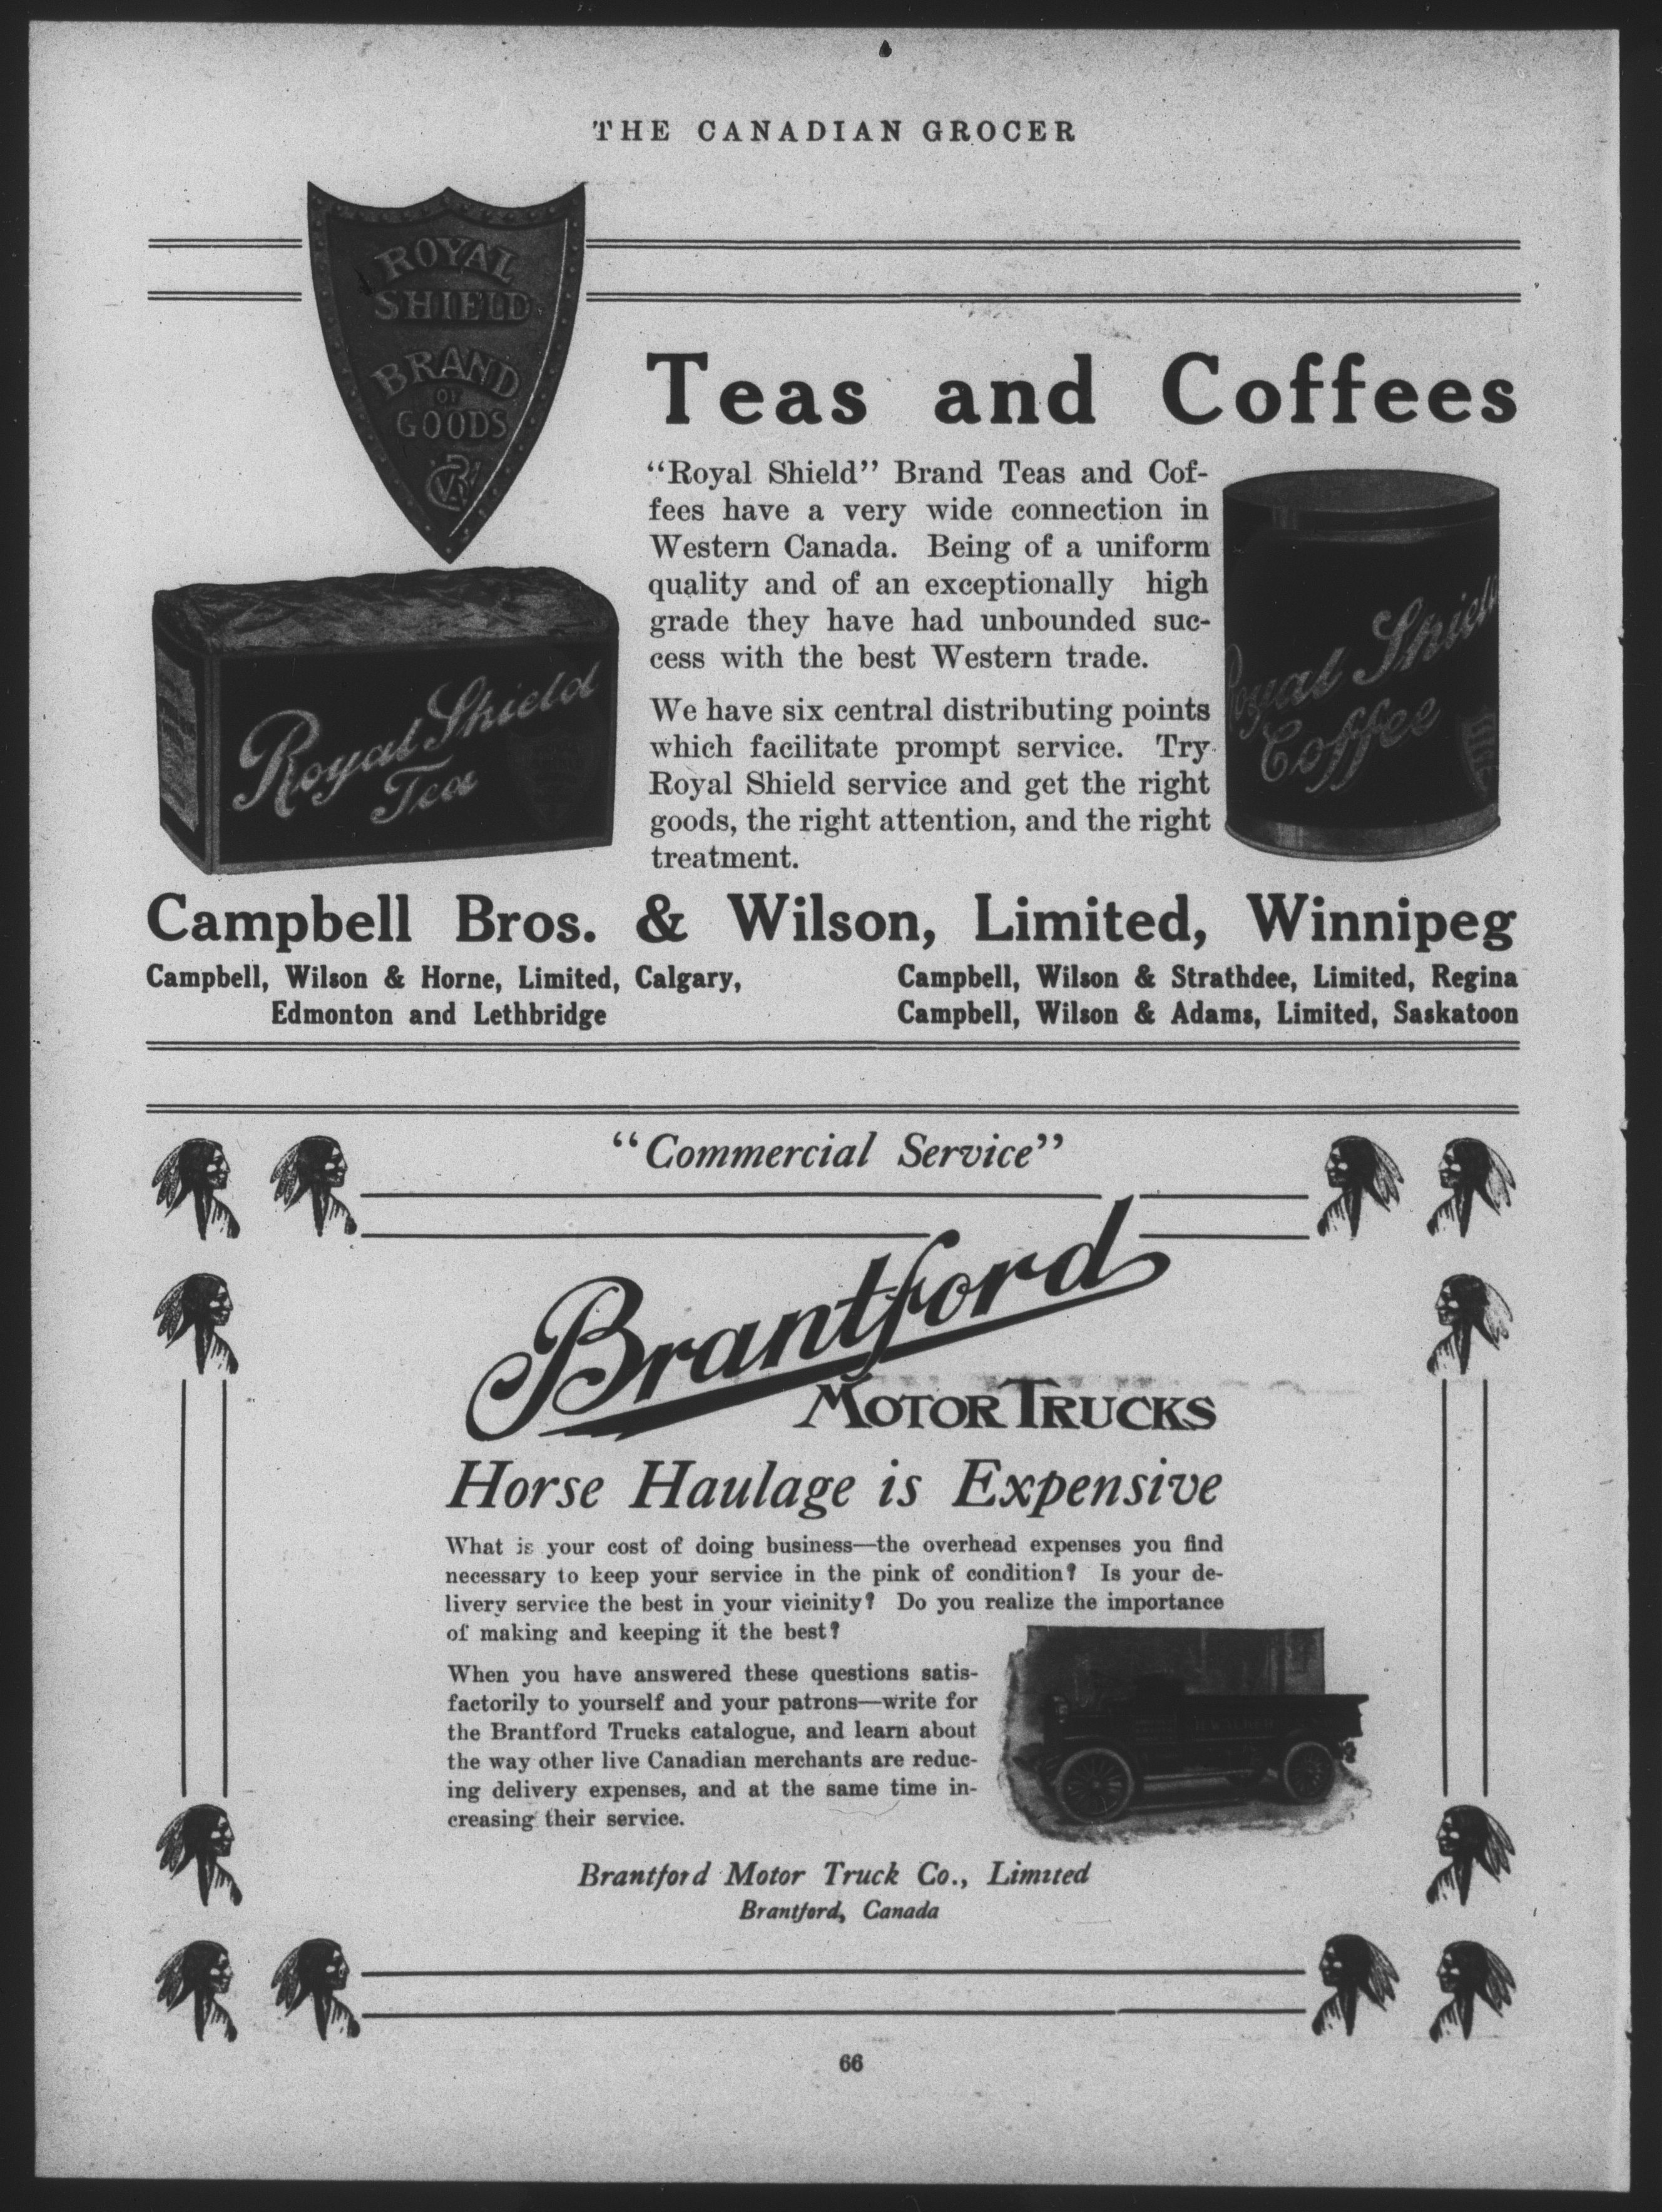 THE CANADIAN GROCER
ROYAL
SHIELD
BRAND
OF
GOODS
Teas and Coffees
"Royal Shield" Brand Teas and Cof-
fees have a very wide connection in
Western Canada. Being of a uniform
quality and of an exceptionally high
grade they have had unbounded suc-
cess with the best Western trade.
We have six central distributing points
which facilitate prompt service. Try
Royal Shield service and get the right
goods, the right attention, and the right
treatment.
Royal Shield
Tea
Royal Shield
Coffee
Campbell Bros. & Wilson, Limited, Winnipeg
Campbell, Wilson & Horne, Limited, Calgary,
Edmonton and Lethbridge
Campbell, Wilson & Strathdee, Limited, Regina
Campbell, Wilson & Adams, Limited, Saskatoon
"Commercial Service"
Brantford
MOTOR TRUCKS
Horse Haulage is Expensive
What is your cost of doing business—the overhead expenses you find
necessary to keep your service in the pink of condition? Is your de-
livery service the best in your vicinity? Do you realize the importance
of making and keeping it the best?
When you have answered these questions satis-
factorily to yourself and your patrons—write for
the Brantford Trucks catalogue, and learn about
the way other live Canadian merchants are reduc-
ing delivery expenses, and at the same time in-
creasing their service.
Brantford Motor Truck Co., Limited
Brantford, Canada
66